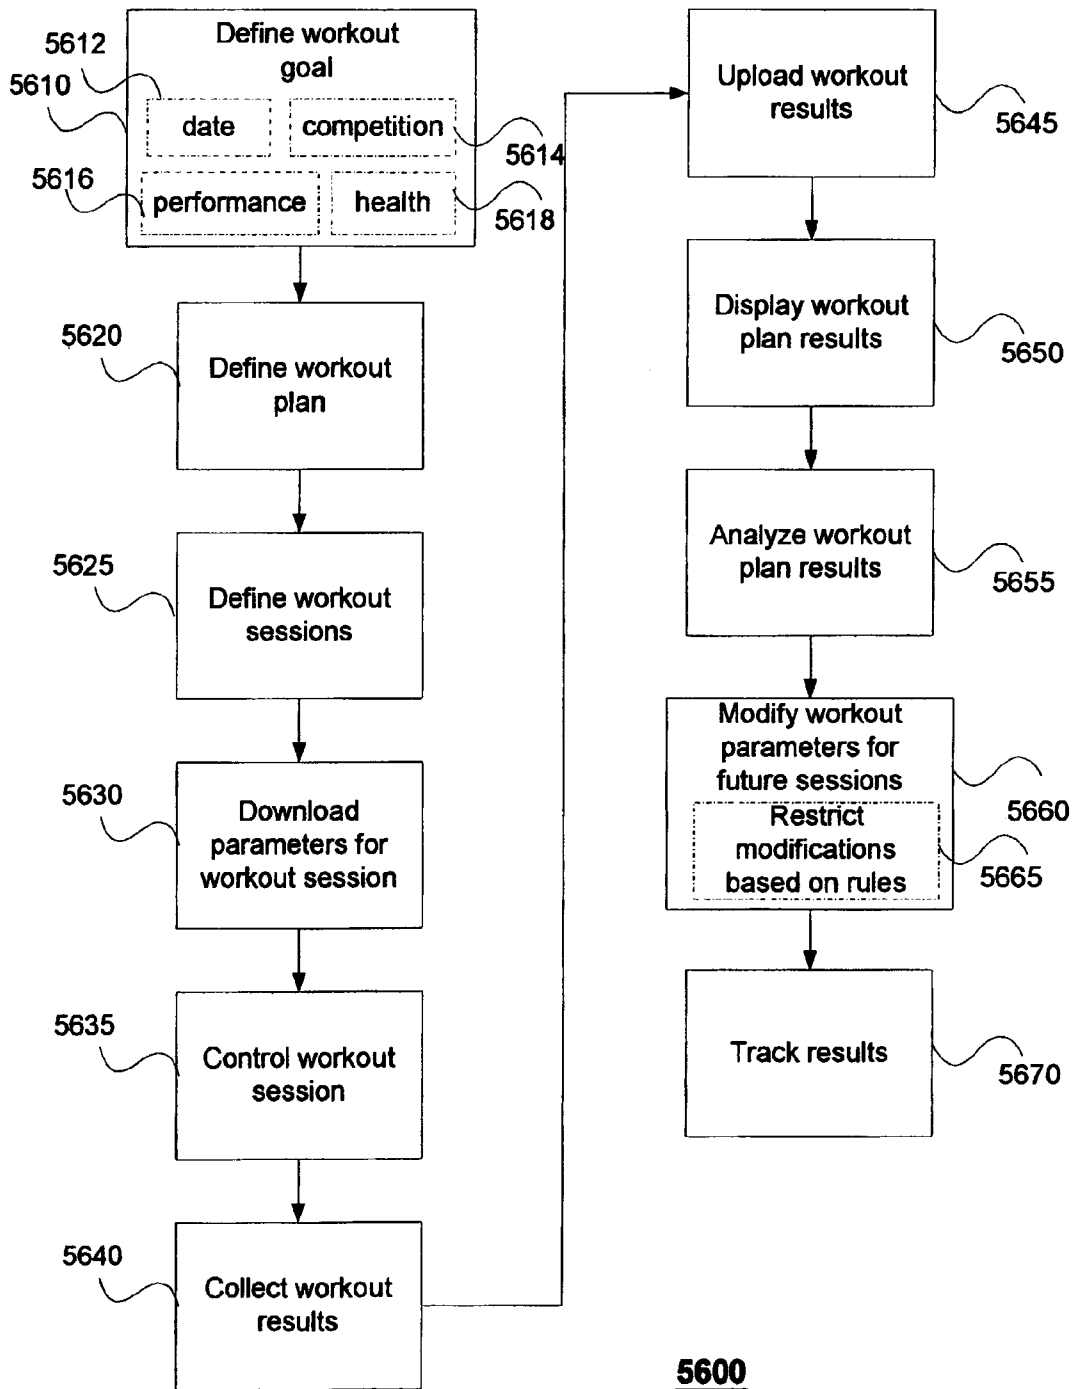 Define workout
goal
5612
5610
date
competition
5614
5616
performance
health
5618
5620
Define workout
plan
5625
Define workout
sessions
5630
Download
parameters for
workout session
5635
Control workout
session
5640
Collect workout
results
Upload workout
results
5645
Display workout
plan results
5650
Analyze workout
plan results
5655
Modify workout
parameters for
future sessions
5660
Restrict
modifications
based on rules
5665
Track results
5670
5600